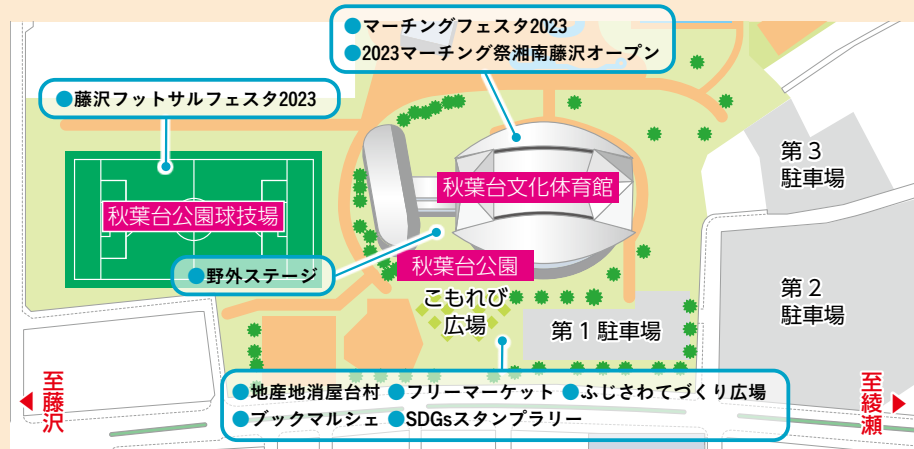 ●マーチングフェスタ2023
●2023マーチング祭湘南藤沢オープン
●藤沢フットサルフェスタ2023
第3
駐車場
秋葉台文化体育館
秋葉台公園球技場
●野外ステージ
秋葉台公園
こもれび
広場
第1駐車場
第2
駐車場
●地産地消屋台村 ●フリーマーケット ●ふじさわてづくり広場
●ブックマルシェ ●SDGsスタンプラリー
至藤沢
至綾瀬